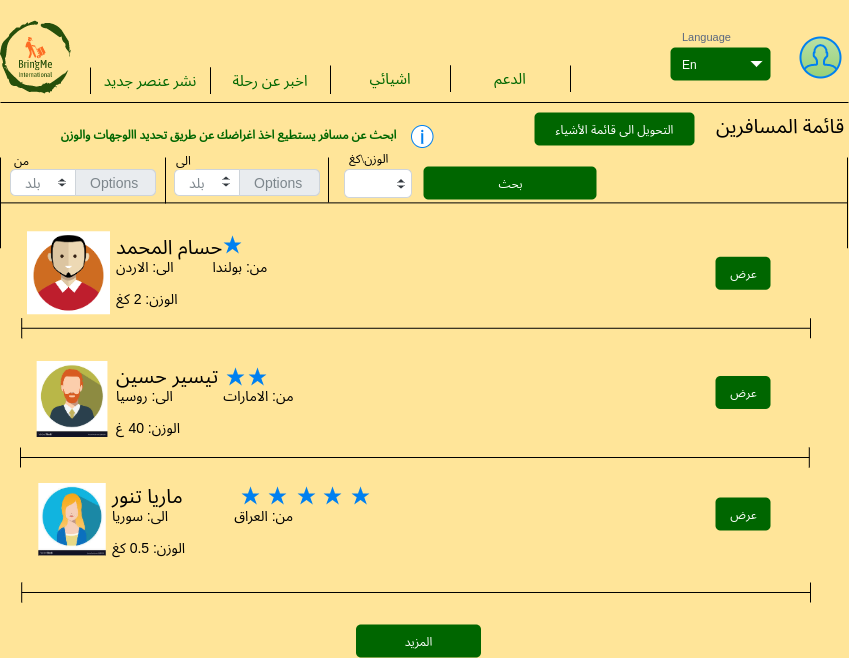 BringMe
International
Language
En
نشر عنصر جديد
اخبر عن رحلة
اشيائي
الدعم
قائمة المسافرين
التحويل الى قائمة الأشياء
ابحث عن مسافر يستطيع اخذ اغراضك عن طريق تحديد االوجهات والوزن
من
بلد
Options
الى
بلد
Options
الوزن\كغ
بحث
حسام المحمد
من: بولندا
الى: الاردن
الوزن: 2 كغ
عرض
تيسير حسين
من: الامارات
الى: روسيا
الوزن: 40 غ
عرض
ماريا تنور
من: العراق
الى: سوريا
الوزن: 0.5 كغ
عرض
المزيد